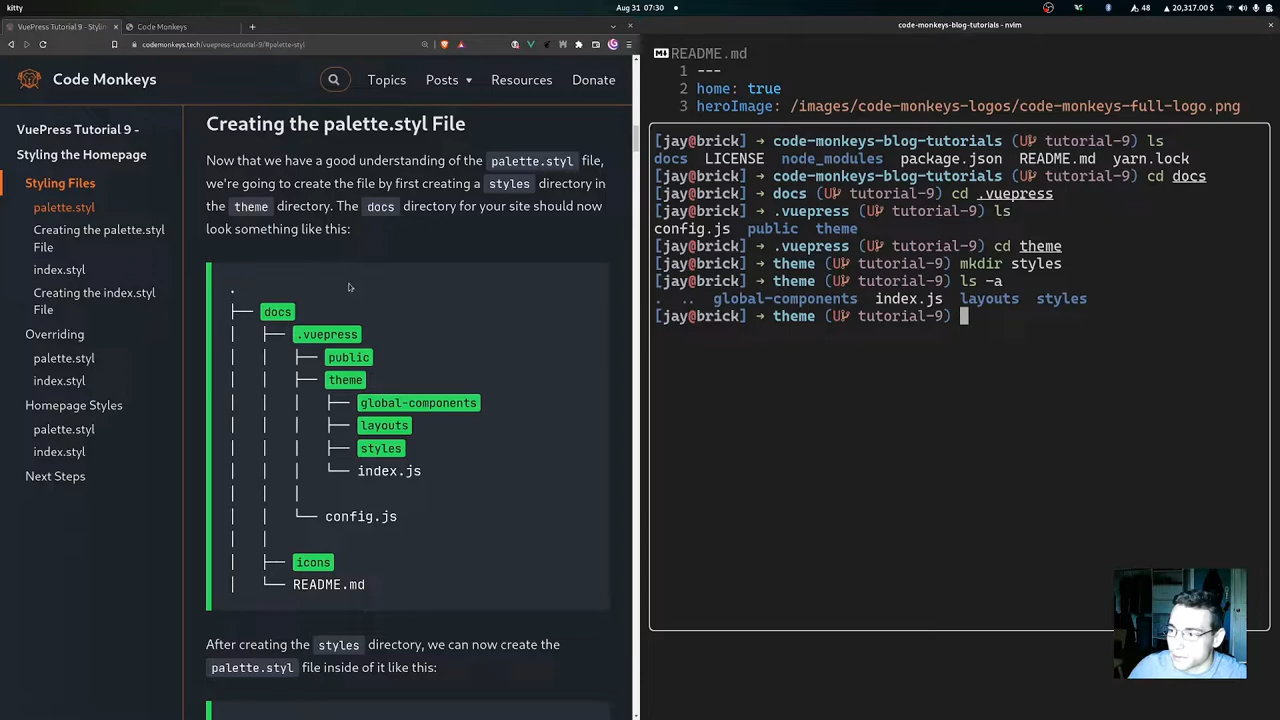 kitty
Aug 31 07:30
48
20,317.00 $
VuePress Tutorial 9 - Styli
Code Monkeys
codemonkeys.tech/vuepress-tutorial-9/#palette-styl
code-monkeys-blog-tutorials - nvim
Code Monkeys
Topics
Posts
Resources
Donate
VuePress Tutorial 9 -
Styling the Homepage
Styling Files
palette.styl
Creating the palette.styl
File
index.styl
Creating the index.styl
File
Overriding
palette.styl
index.styl
Homepage Styles
palette.styl
index.styl
Next Steps
Creating the palette.styl File
Now that we have a good understanding of the palette.styl file,
we're going to create the file by first creating a styles directory in
the theme directory. The docs directory for your site should now
look something like this:
.
├── docs
│ ├── .vuepress
│ │ ├── public
│ │ ├── theme
│ │ │ ├── global-components
│ │ │ ├── layouts
│ │ │ ├── styles
│ │ │ └── index.js
│ │ │
│ │ └── config.js
│ │
│ ├── icons
│ └── README.md
After creating the styles directory, we can now create the
palette.styl file inside of it like this:
README.md
1 ---
2 home: true
3 heroImage: /images/code-monkeys-logos/code-monkeys-full-logo.png
[jay@brick] → code-monkeys-blog-tutorials (U tutorial-9) ls
docs LICENSE node_modules package.json README.md yarn.lock
[jay@brick] → code-monkeys-blog-tutorials (U tutorial-9) cd docs
[jay@brick] → docs (U tutorial-9) cd .vuepress
[jay@brick] → .vuepress (U tutorial-9) ls
config.js public theme
[jay@brick] → .vuepress (U tutorial-9) cd theme
[jay@brick] → theme (U tutorial-9) mkdir styles
[jay@brick] → theme (U tutorial-9) ls -a
. .. global-components index.js layouts styles
[jay@brick] → theme (U tutorial-9)